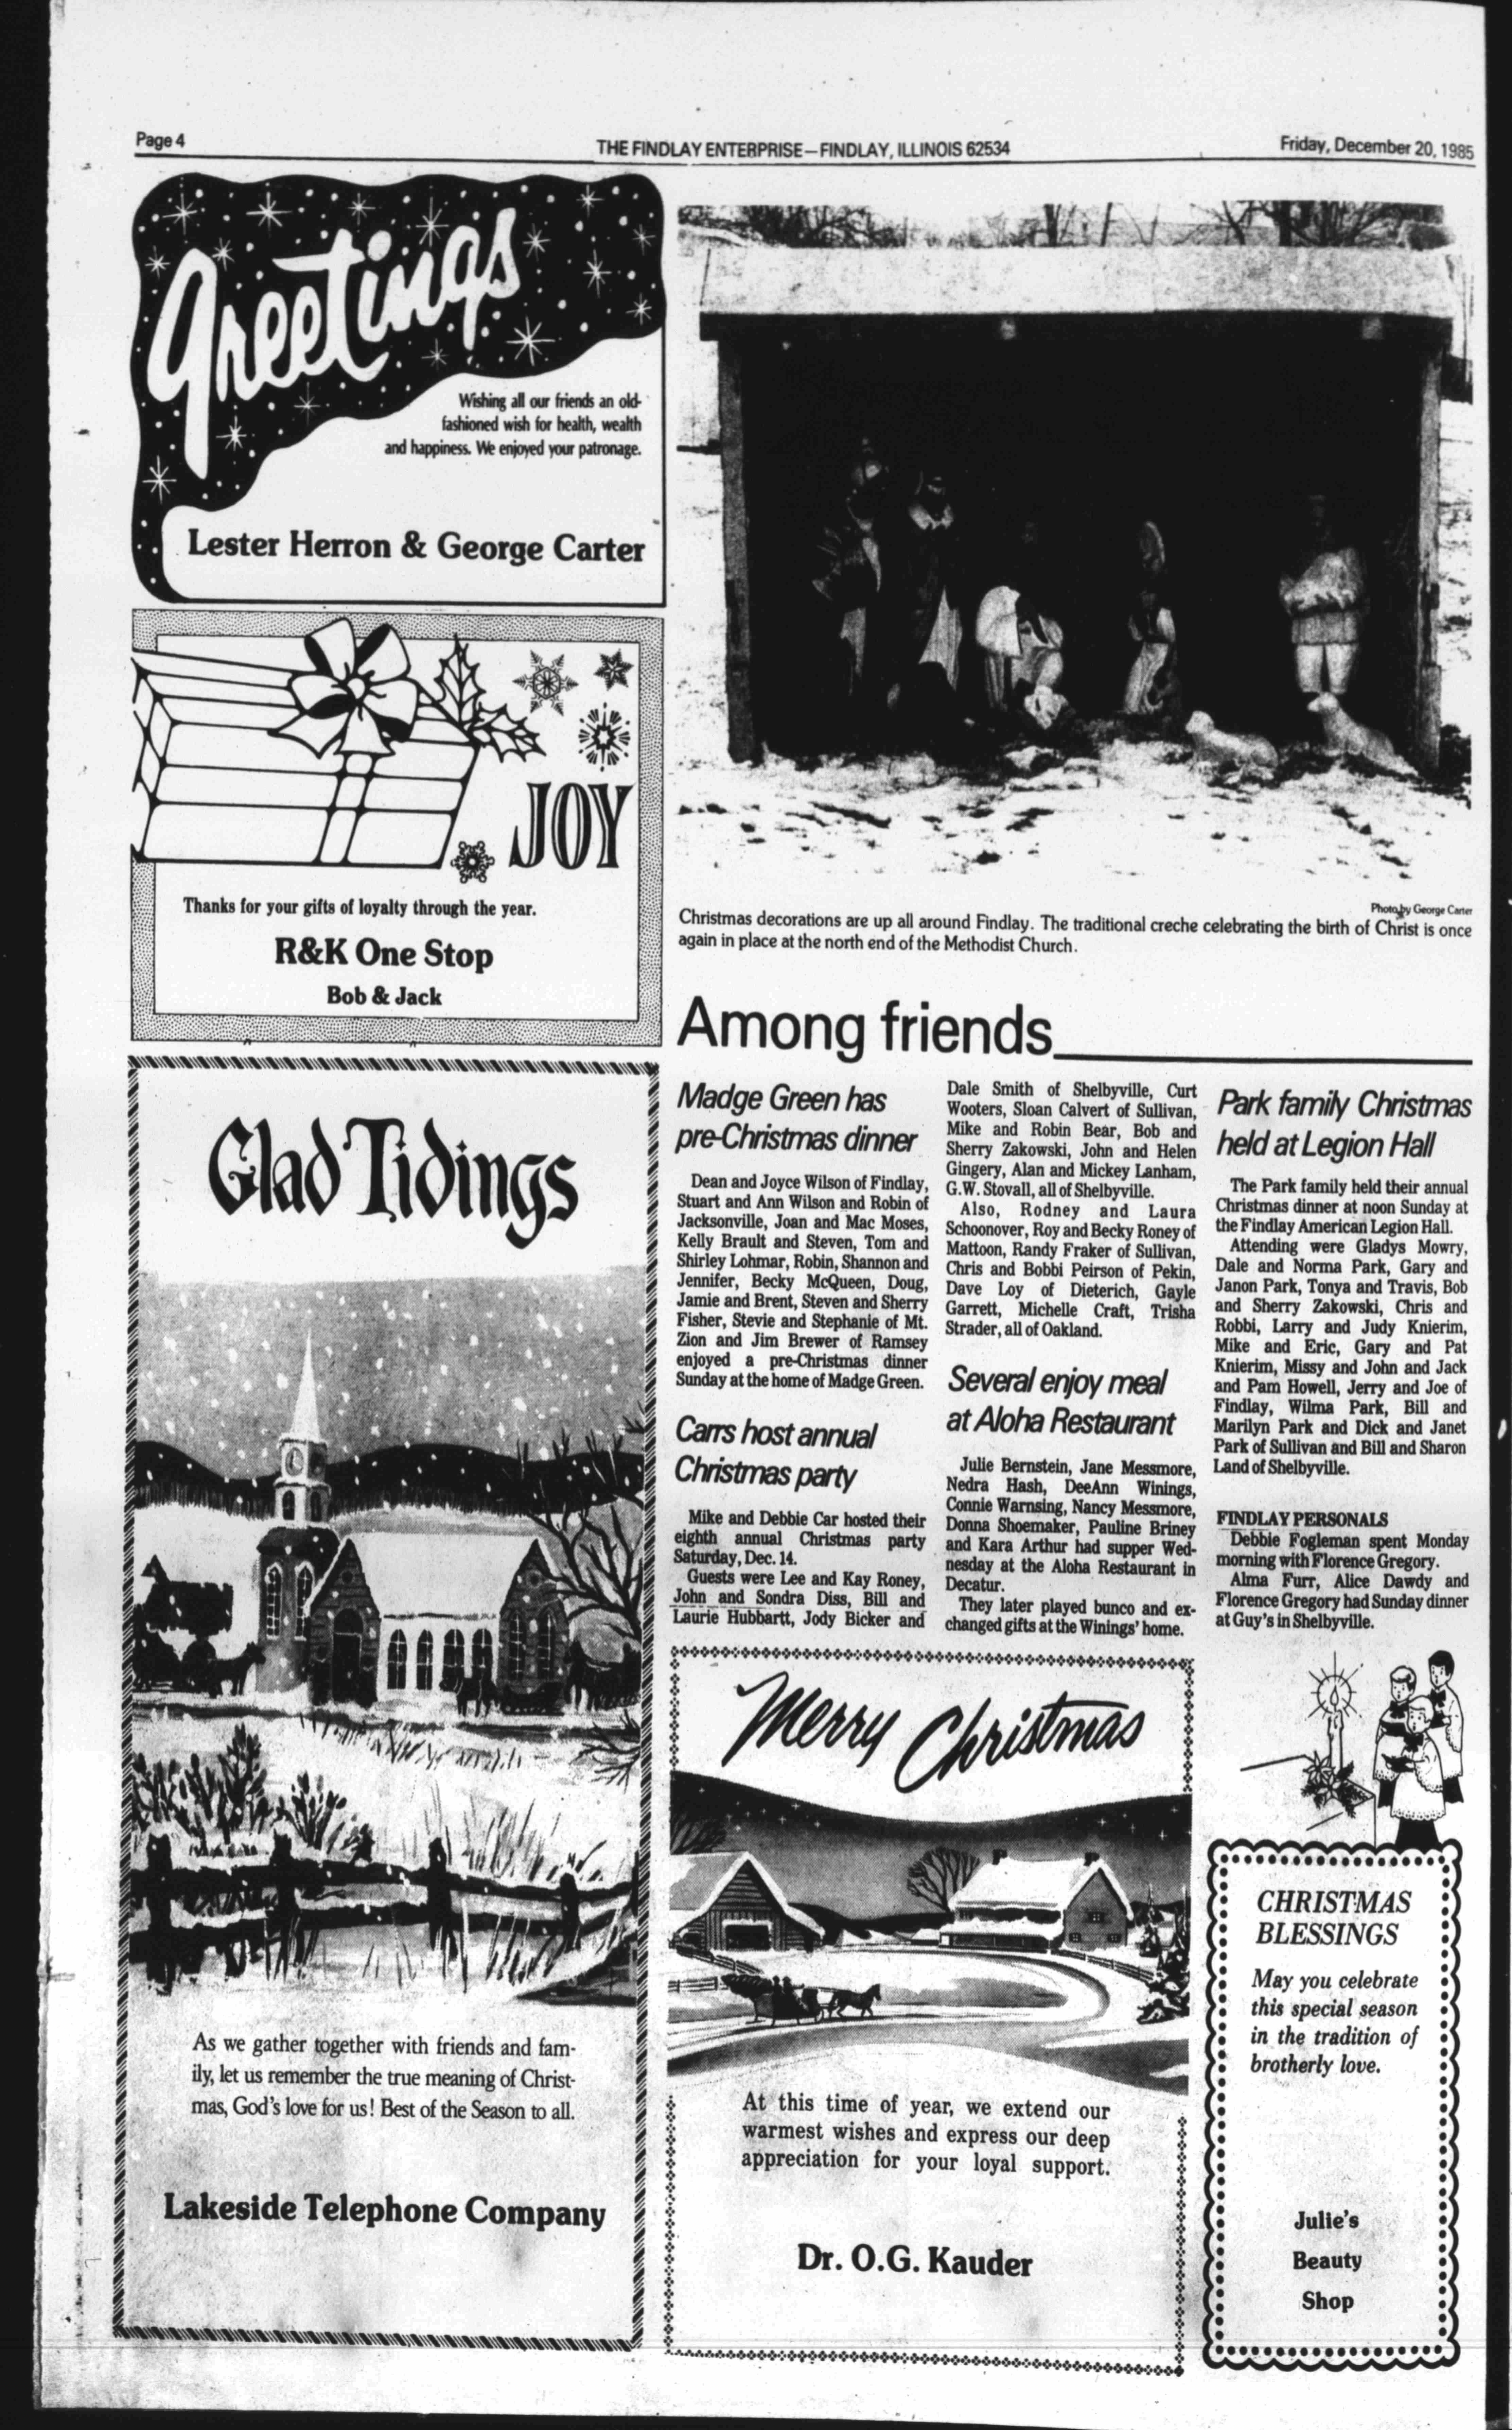 Page 4
THE FINDLAY ENTERPRISE—FINDLAY, ILLINOIS 62534
Friday, December 20, 1985
Greetings
Wishing all our friends an old-
fashioned wish for health, wealth
and happiness. We enjoyed your patronage.
Lester Herron & George Carter
JOY
Thanks for your gifts of loyalty through the year.
R&K One Stop
Bob & Jack
Glad Tidings
As we gather together with friends and fam-
ily, let us remember the true meaning of Christ-
mas, God's love for us! Best of the Season to all.
Lakeside Telephone Company
Photo by George Carter
Christmas decorations are up all around Findlay. The traditional creche celebrating the birth of Christ is once
again in place at the north end of the Methodist Church.
Among friends
Madge Green has
pre-Christmas dinner
Dean and Joyce Wilson of Findlay,
Stuart and Ann Wilson and Robin of
Jacksonville, Joan and Mac Moses,
Kelly Brault and Steven, Tom and
Shirley Lohmar, Robin, Shannon and
Jennifer, Becky McQueen, Doug,
Jamie and Brent, Steven and Sherry
Fisher, Stevie and Stephanie of Mt.
Zion and Jim Brewer of Ramsey
enjoyed a pre-Christmas dinner
Sunday at the home of Madge Green.
Carrs host annual
Christmas party
Mike and Debbie Car hosted their
eighth annual Christmas party
Saturday, Dec. 14.
Guests were Lee and Kay Roney,
John and Sondra Diss, Bill and
Laurie Hubbartt, Jody Bicker and
Dale Smith of Shelbyville, Curt
Wooters, Sloan Calvert of Sullivan,
Mike and Robin Bear, Bob and
Sherry Zakowski, John and Helen
Gingery, Alan and Mickey Lanham,
G.W. Stovall, all of Shelbyville.
Also, Rodney and Laura
Schoonover, Roy and Becky Roney of
Mattoon, Randy Fraker of Sullivan,
Chris and Bobbi Peirson of Pekin,
Dave Loy of Dieterich, Gayle
Garrett, Michelle Craft, Trisha
Strader, all of Oakland.
Several enjoy meal
at Aloha Restaurant
Julie Bernstein, Jane Messmore,
Nedra Hash, DeeAnn Winings,
Connie Warnsing, Nancy Messmore,
Donna Shoemaker, Pauline Briney
and Kara Arthur had supper Wed-
nesday at the Aloha Restaurant in
Decatur.
They later played bunco and ex-
changed gifts at the Winings' home.
Park family Christmas
held at Legion Hall
The Park family held their annual
Christmas dinner at noon Sunday at
the Findlay American Legion Hall.
Attending were Gladys Mowry,
Dale and Norma Park, Gary and
Janon Park, Tonya and Travis, Bob
and Sherry Zakowski, Chris and
Robbi, Larry and Judy Knierim,
Mike and Eric, Gary and Pat
Knierim, Missy and John and Jack
and Pam Howell, Jerry and Joe of
Findlay, Wilma Park, Bill and
Marilyn Park and Dick and Janet
Park of Sullivan and Bill and Sharon
Land of Shelbyville.
FINDLAY PERSONALS
Debbie Fogleman spent Monday
morning with Florence Gregory.
Alma Furr, Alice Dawdy and
Florence Gregory had Sunday dinner
at Guy's in Shelbyville.
Merry Christmas
At this time of year, we extend our
warmest wishes and express our deep
appreciation for your loyal support.
Dr. O.G. Kauder
CHRISTMAS
BLESSINGS
May you celebrate
this special season
in the tradition of
brotherly love.
Julie's
Beauty
Shop